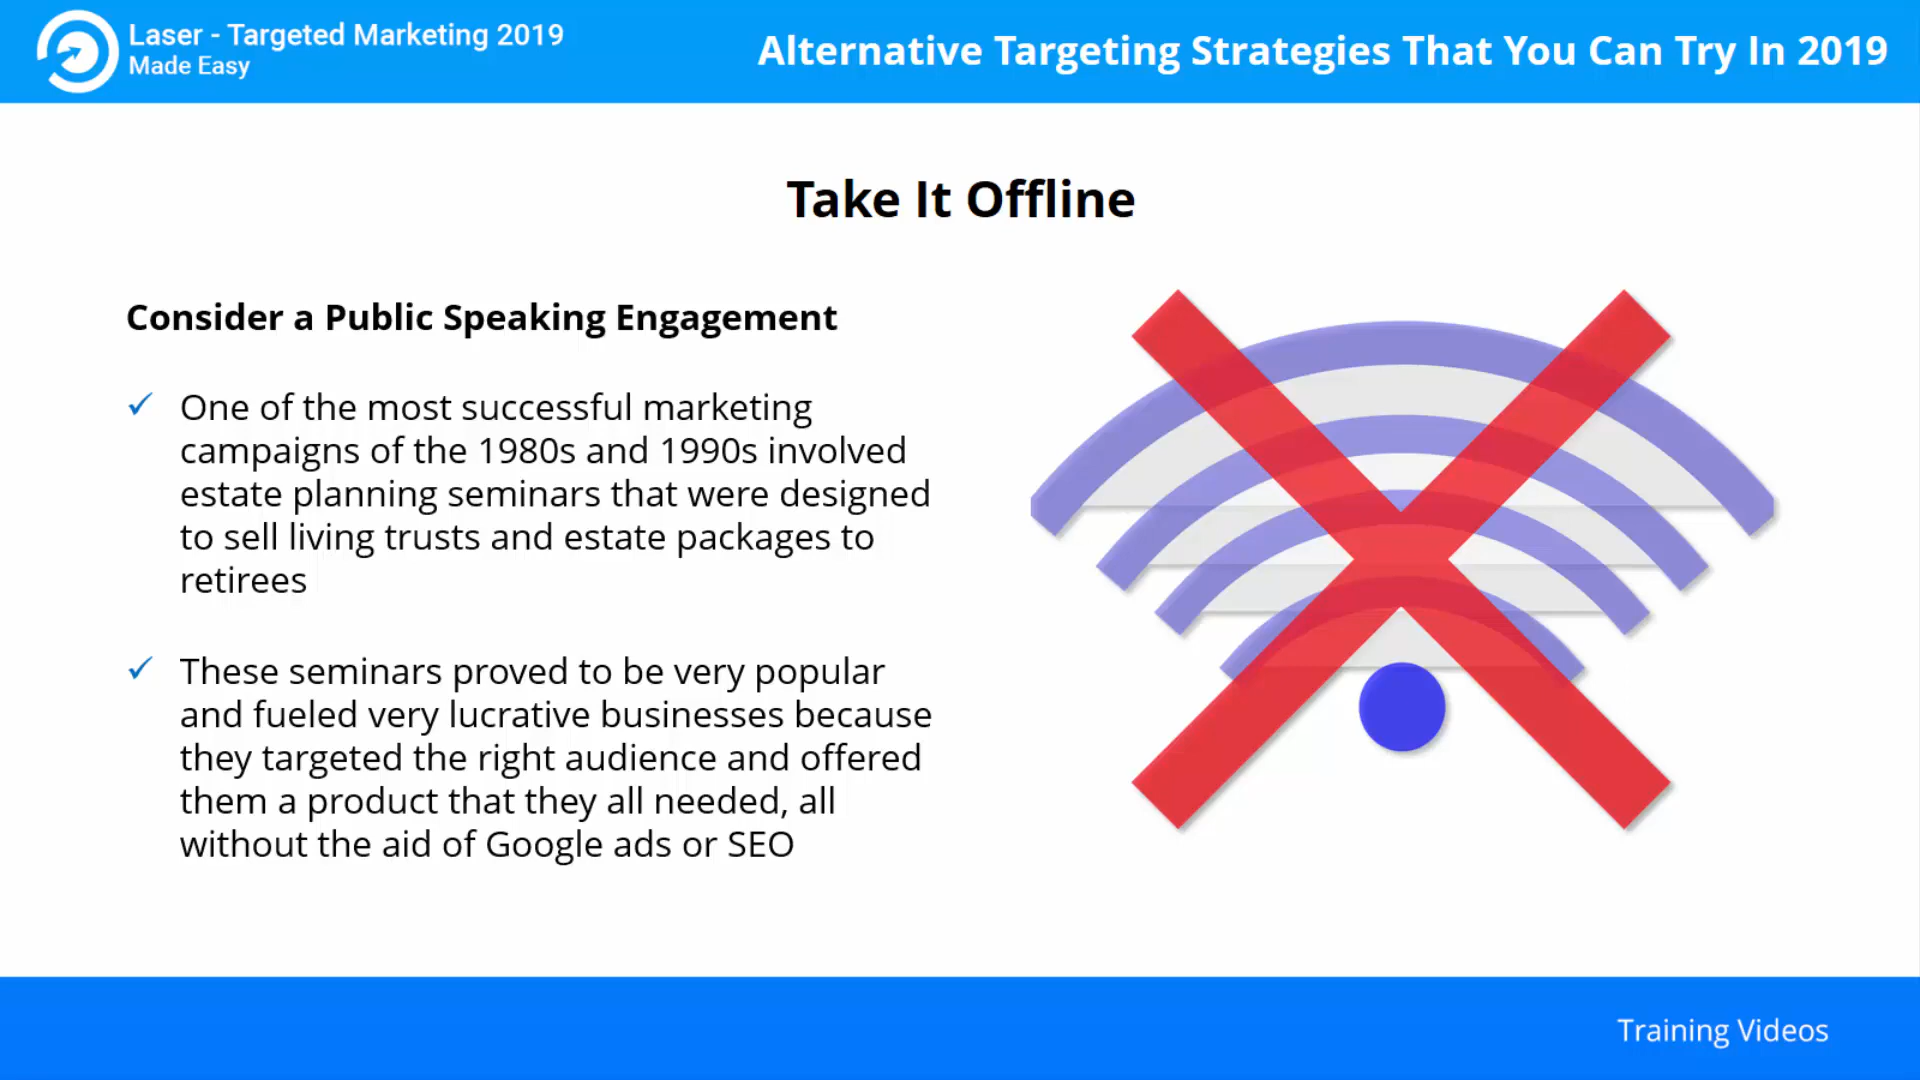 Laser - Targeted Marketing 2019
Made Easy
Alternative Targeting Strategies That You Can Try In 2019
Take It Offline
Consider a Public Speaking Engagement
✓ One of the most successful marketing
campaigns of the 1980s and 1990s involved
estate planning seminars that were designed
to sell living trusts and estate packages to
retirees
✓ These seminars proved to be very popular
and fueled very lucrative businesses because
they targeted the right audience and offered
them a product that they all needed, all
without the aid of Google ads or SEO
Training Videos